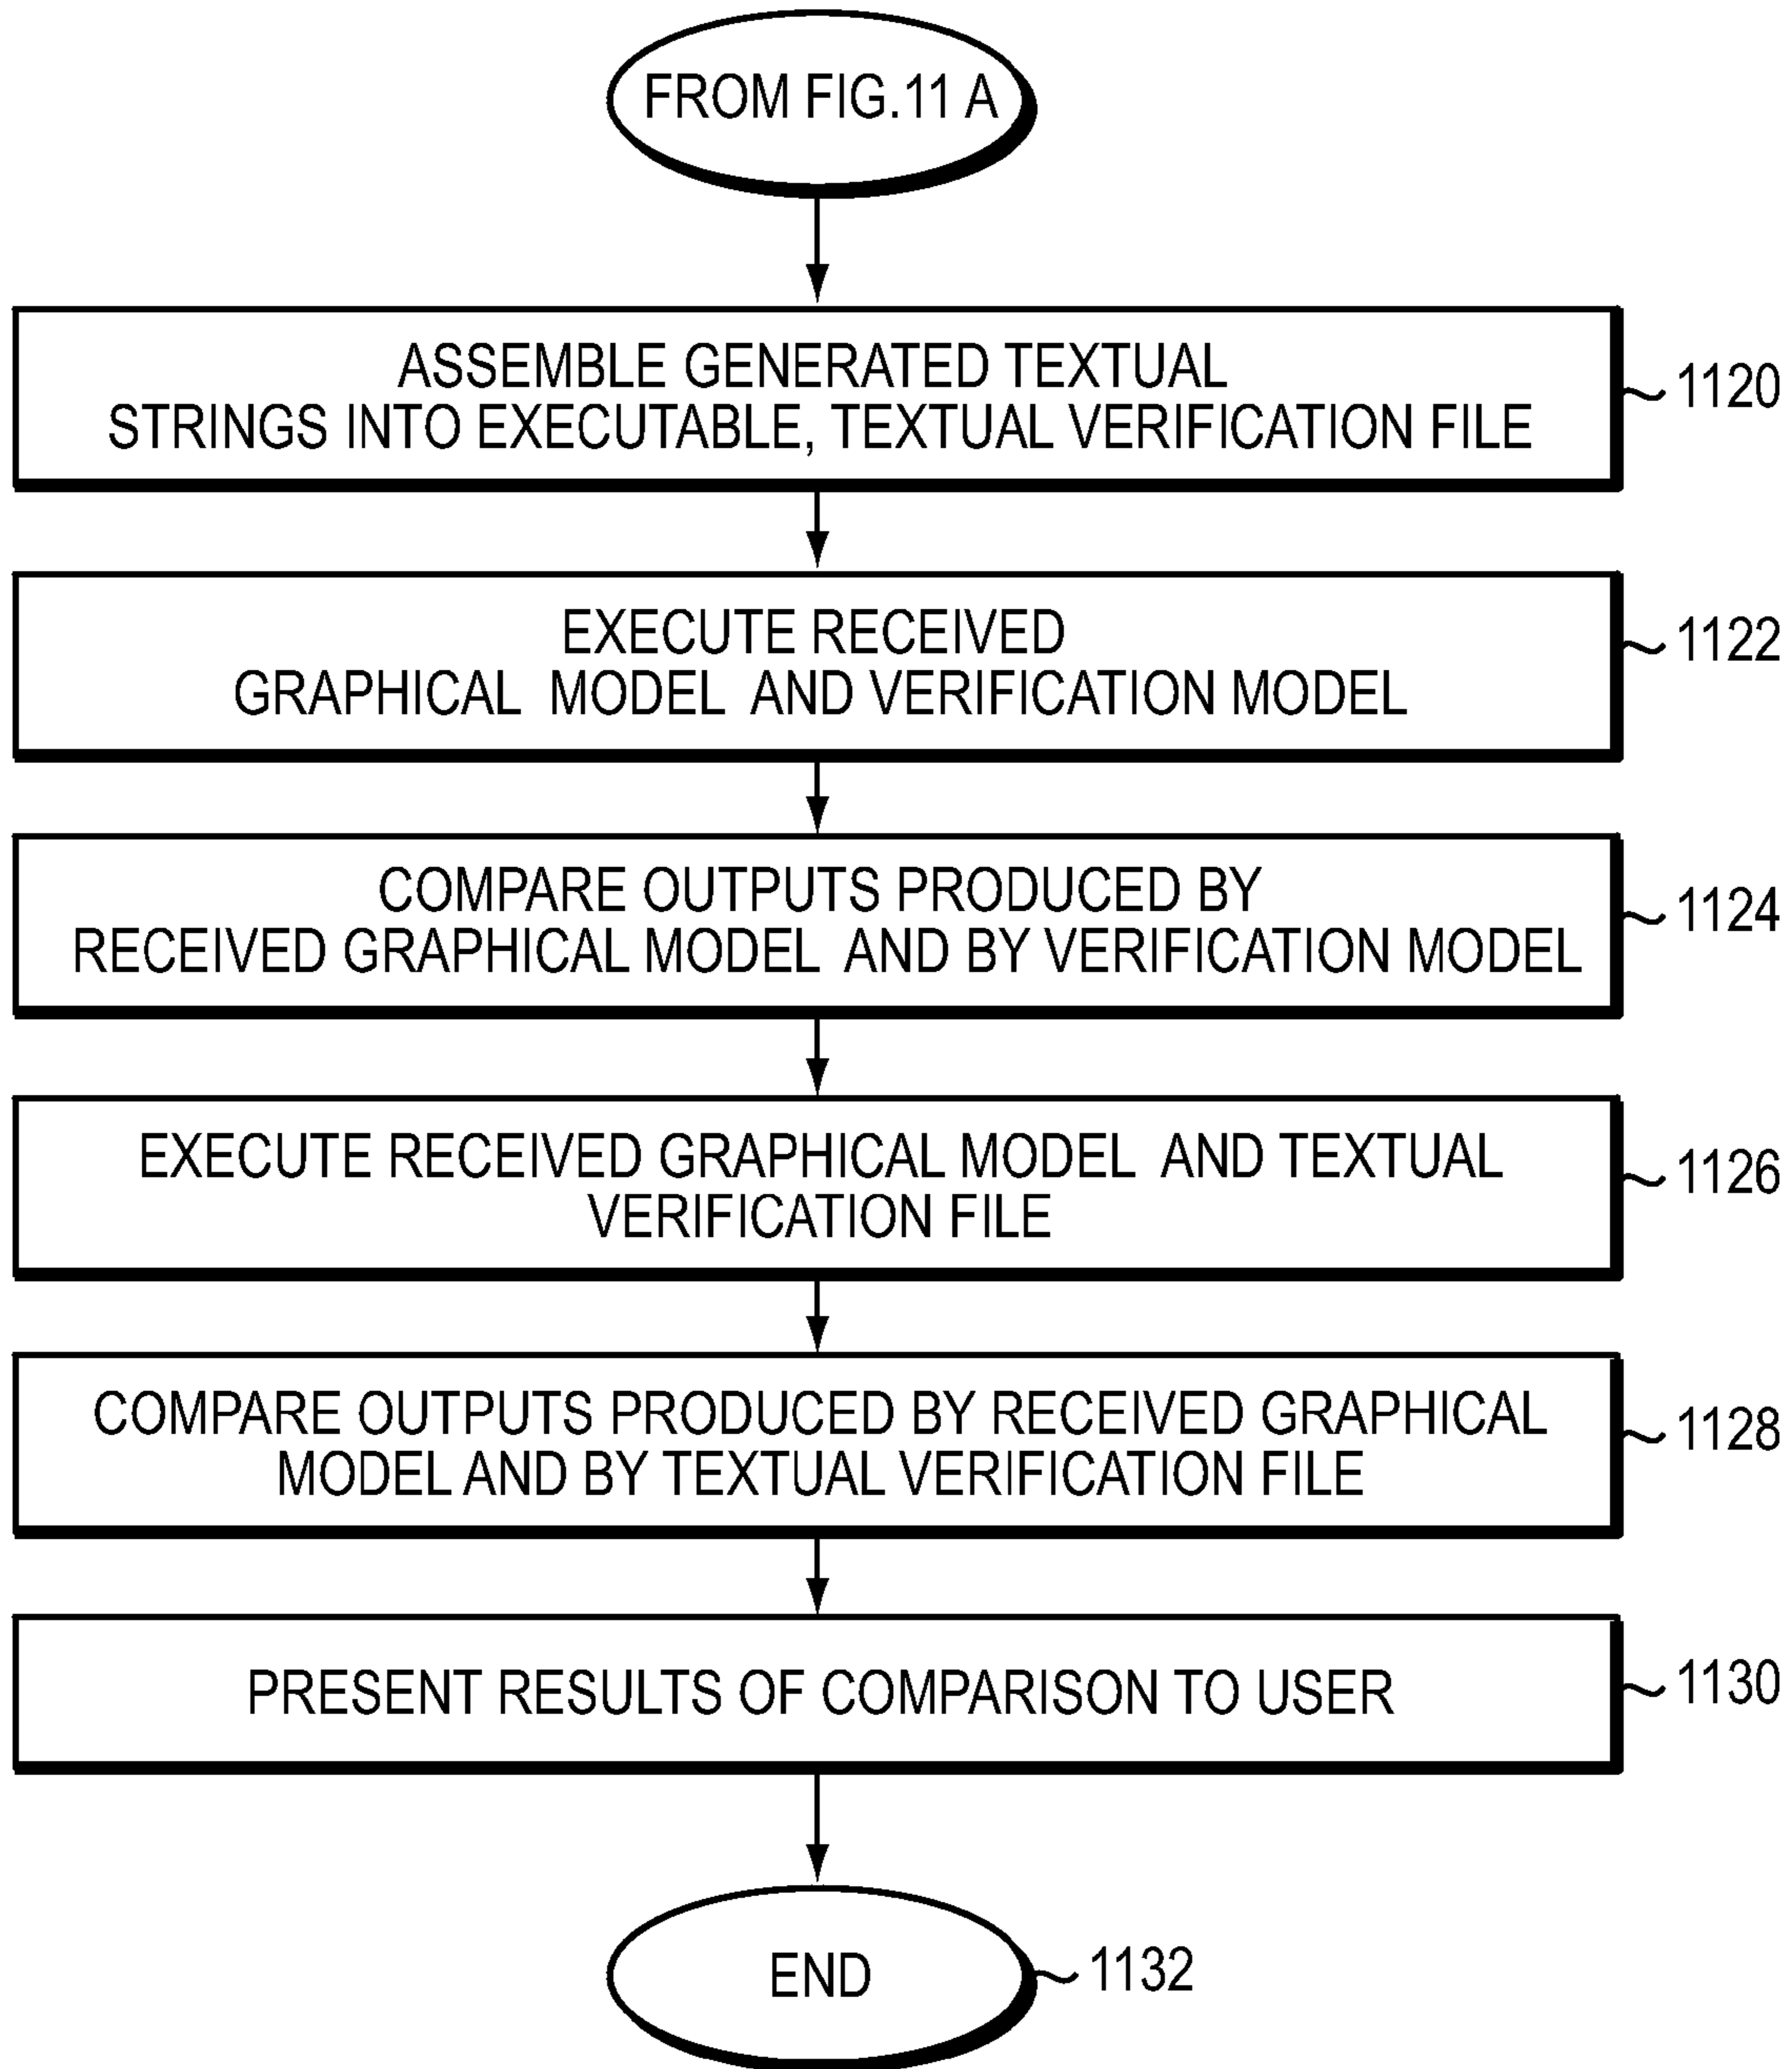 FROM FIG.11 A
ASSEMBLE GENERATED TEXTUAL
STRINGS INTO EXECUTABLE, TEXTUAL VERIFICATION FILE
1120
EXECUTE RECEIVED
GRAPHICAL MODEL AND VERIFICATION MODEL
1122
COMPARE OUTPUTS PRODUCED BY
RECEIVED GRAPHICAL MODEL AND BY VERIFICATION MODEL
1124
EXECUTE RECEIVED GRAPHICAL MODEL AND TEXTUAL
VERIFICATION FILE
1126
COMPARE OUTPUTS PRODUCED BY RECEIVED GRAPHICAL
MODEL AND BY TEXTUAL VERIFICATION FILE
1128
PRESENT RESULTS OF COMPARISON TO USER
1130
END
1132